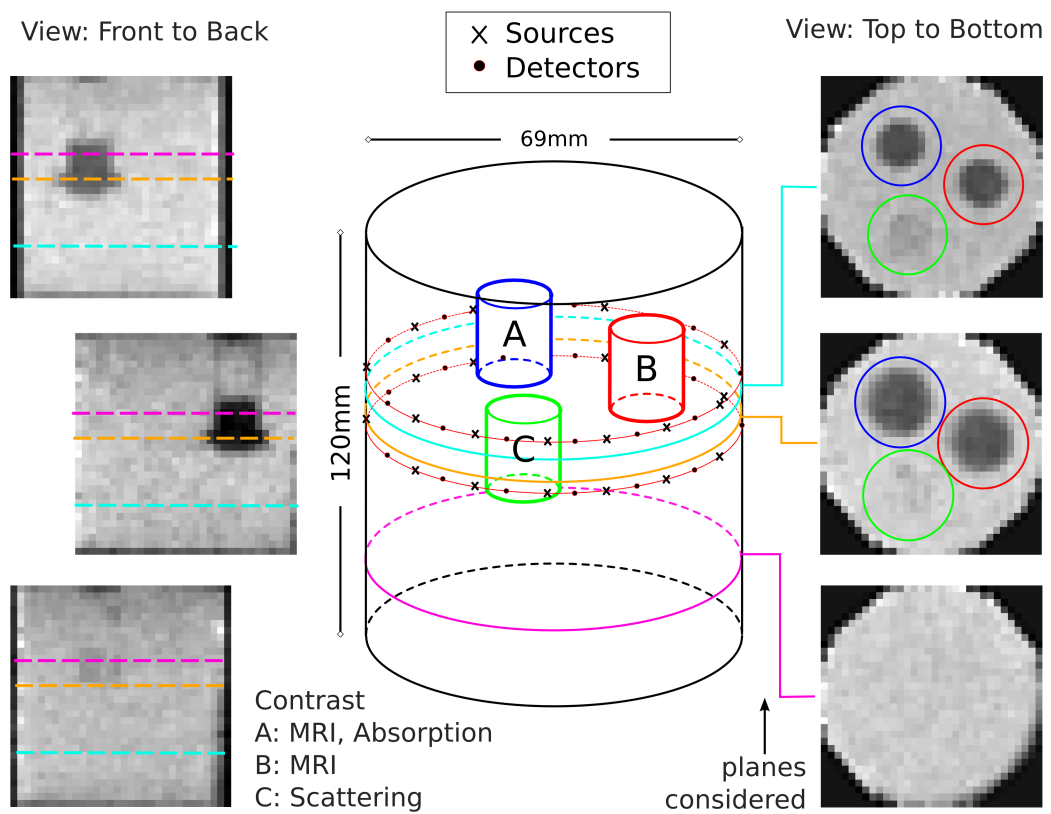 View: Front to Back
Sources
Detectors
View: Top to Bottom
69mm
120mm
A
B
C
Contrast
A: MRI, Absorption
B: MRI
C: Scattering
planes
considered